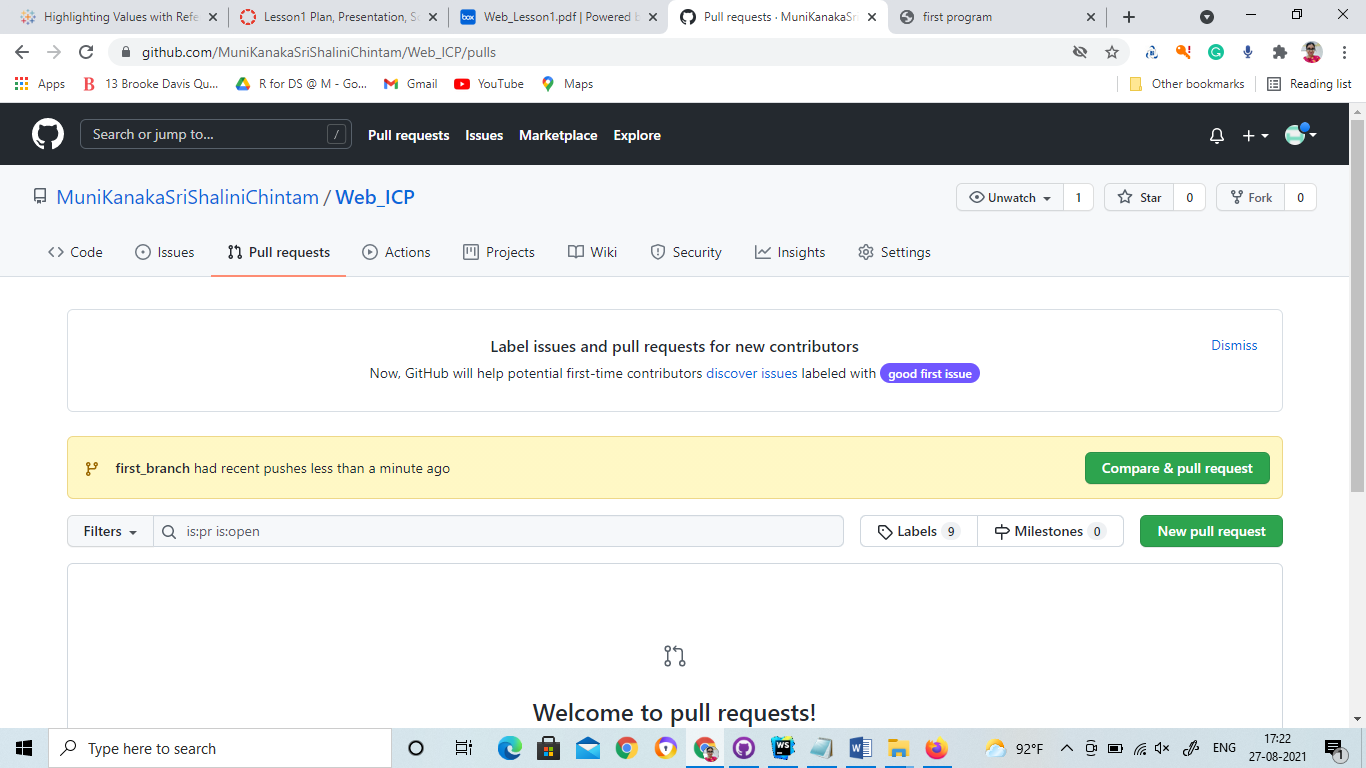 Highlighting Values with Refe
Lesson1 Plan, Presentation, S
box Web_Lesson1.pdf | Powered b
Pull requests · MuniKanakaSri
first program
github.com/MuniKanakaSriShaliniChintam/Web_ICP/pulls
Apps
B 13 Brooke Davis Qu...
R for DS @ M - Go...
Gmail
YouTube
Maps
Other bookmarks
Reading list
Search or jump to... /
Pull requests
Issues
Marketplace
Explore
MuniKanakaSriShaliniChintam / Web_ICP
Unwatch 1
Star 0
Fork 0
Code
Issues
Pull requests
Actions
Projects
Wiki
Security
Insights
Settings
Label issues and pull requests for new contributors
Dismiss
Now, GitHub will help potential first-time contributors discover issues labeled with good first issue
first_branch had recent pushes less than a minute ago
Compare & pull request
Filters
is:pr is:open
Labels 9
Milestones 0
New pull request
Welcome to pull requests!
Type here to search
WS
W
92°F
ENG
17:22
27-08-2021
1